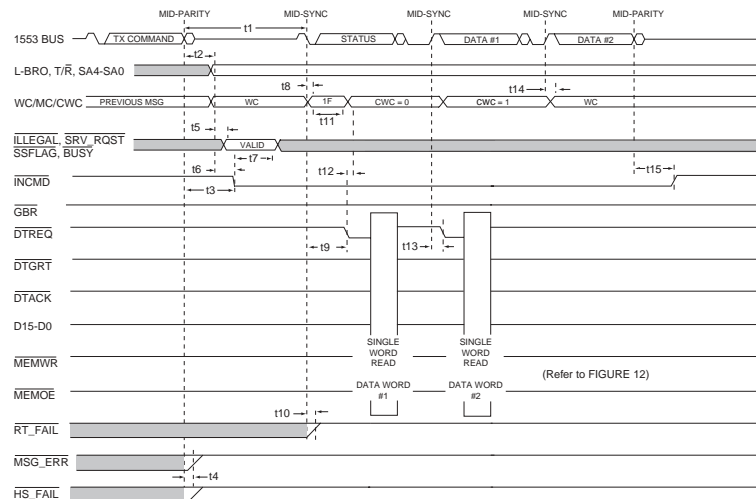 MID-PARITY MID-SYNC MID-SYNC MID-SYNC MID-PARITY
t1
1553 BUS TX COMMAND STATUS DATA #1 DATA #2
t2
L-BRO, T/R̅, SA4-SA0
t8 t14
WC/MC/CWC PREVIOUS MSG WC 1F CWC = 0 CWC = 1 WC
t11
t5
ILLEGAL, SRV_RQST
SSFLAG, BUSY
VALID
t7
t6 t12 t15
INCMD
t3
GBR
DTREQ
t9 t13
DTGRT
DTACK
D15-D0
SINGLE WORD READ
SINGLE WORD READ
MEMWR
(Refer to FIGURE 12)
MEMOE
DATA WORD #1
DATA WORD #2
t10
RT_FAIL
MSG_ERR
t4
HS_FAIL